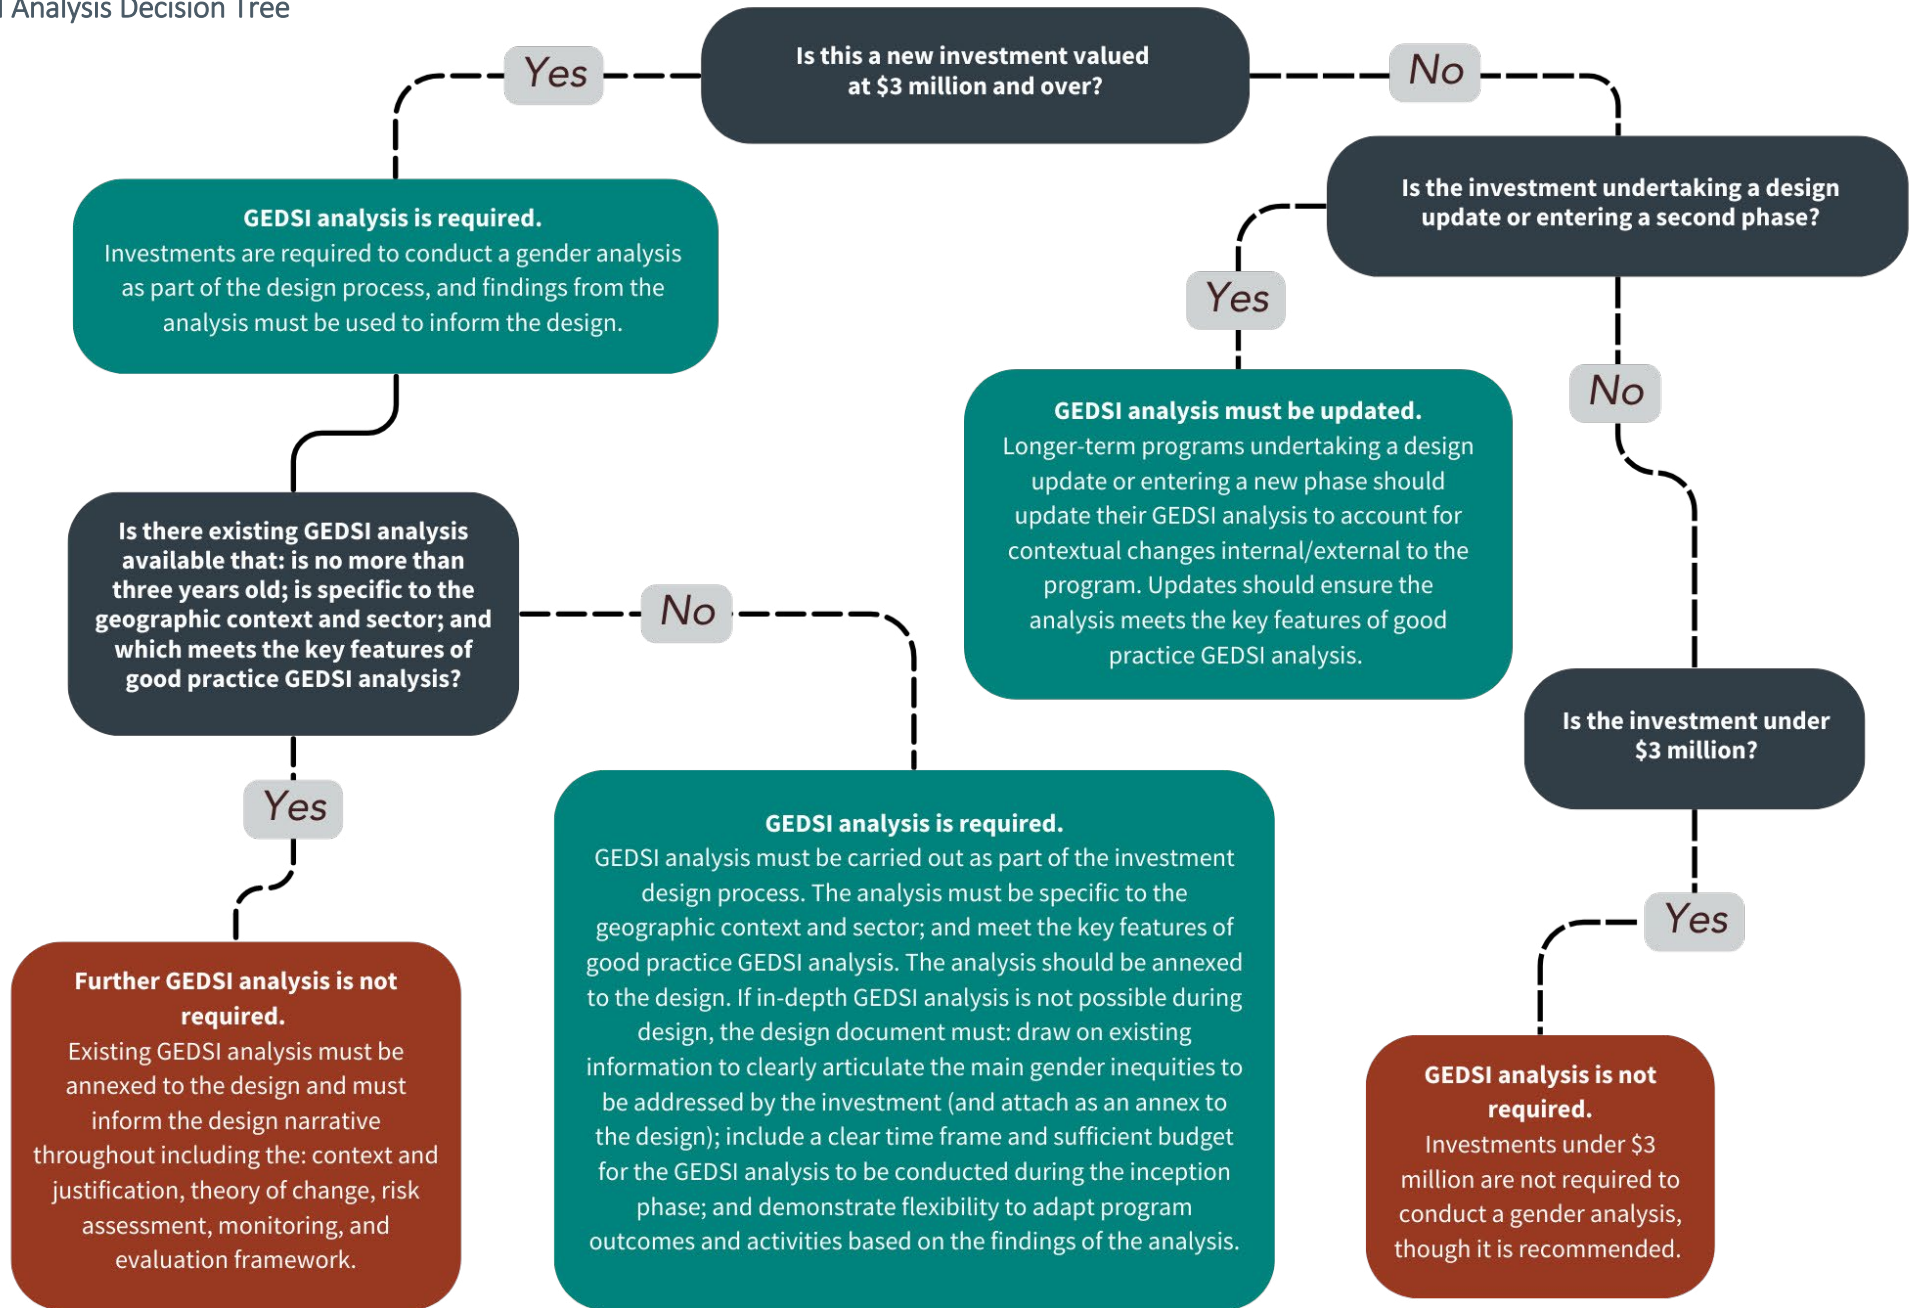 Analysis Decision Tree
Is this a new investment valued
at $3 million and over?
Yes
No
Is the investment undertaking a design
update or entering a second phase?
GEDSI analysis is required.
Investments are required to conduct a gender analysis
as part of the design process, and findings from the
analysis must be used to inform the design.
Yes
No
GEDSI analysis must be updated.
Longer-term programs undertaking a design
update or entering a new phase should
update their GEDSI analysis to account for
contextual changes internal/external to the
program. Updates should ensure the
analysis meets the key features of good
practice GEDSI analysis.
Is there existing GEDSI analysis
available that: is no more than
three years old; is specific to the
geographic context and sector; and
which meets the key features of
good practice GEDSI analysis?
No
Is the investment under
$3 million?
Yes
Yes
GEDSI analysis is required.
GEDSI analysis must be carried out as part of the investment
design process. The analysis must be specific to the
geographic context and sector; and meet the key features of
good practice GEDSI analysis. The analysis should be annexed
to the design. If in-depth GEDSI analysis is not possible during
design, the design document must: draw on existing
information to clearly articulate the main gender inequities to
be addressed by the investment (and attach as an annex to
the design); include a clear time frame and sufficient budget
for the GEDSI analysis to be conducted during the inception
phase; and demonstrate flexibility to adapt program
outcomes and activities based on the findings of the analysis.
Further GEDSI analysis is not
required.
Existing GEDSI analysis must be
annexed to the design and must
inform the design narrative
throughout including the: context and
justification, theory of change, risk
assessment, monitoring, and
evaluation framework.
GEDSI analysis is not
required.
Investments under $3
million are not required to
conduct a gender analysis,
though it is recommended.